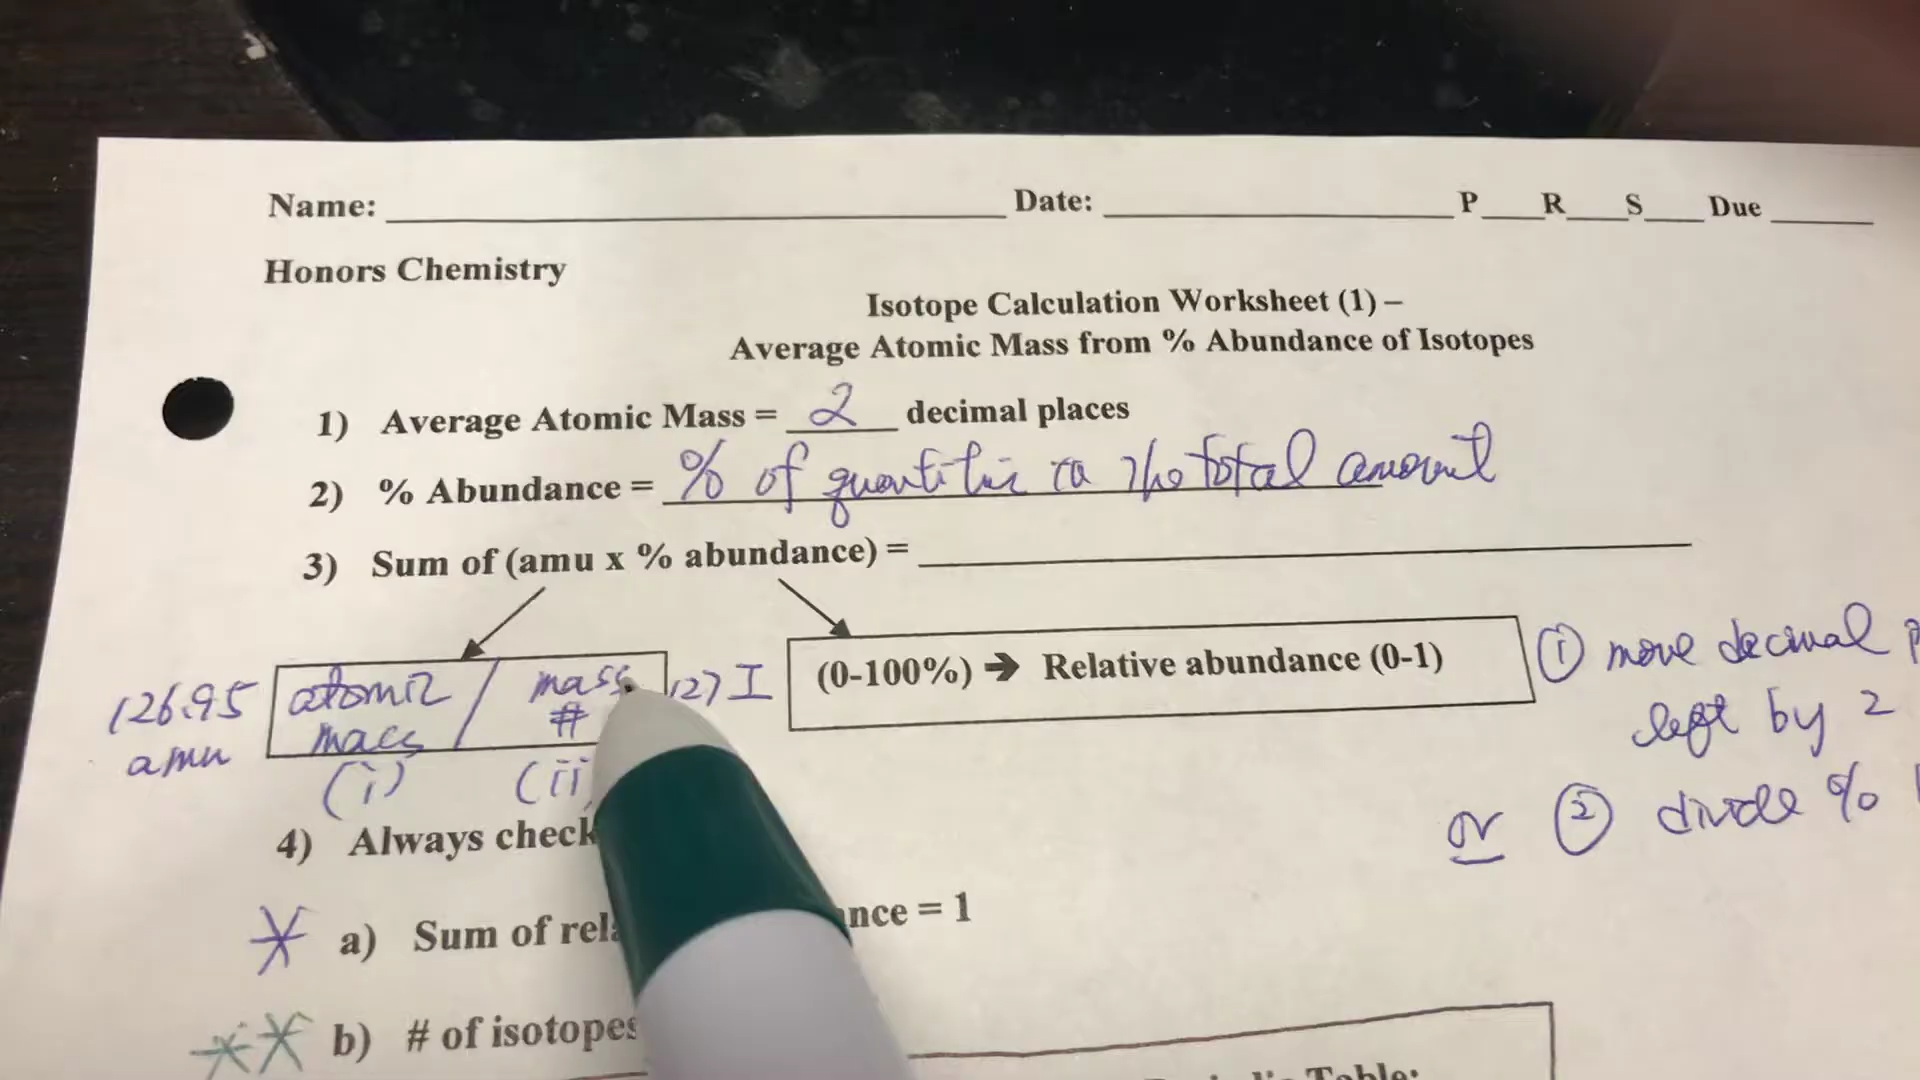 Name: Date: P R S Due
Honors Chemistry
Isotope Calculation Worksheet (1) –
Average Atomic Mass from % Abundance of Isotopes
1) Average Atomic Mass = 2 decimal places
2) % Abundance = % of to the total amount
3) Sum of (amu x % abundance) =
126.95 amu
atomic mass / mass #
(i) (ii
127 I
(0-100%) ➔ Relative abundance (0-1)
① move decimal p
left by 2
or ② divide %
4) Always check
* a) Sum of rela nce = 1
** b) # of isotopes
Table: